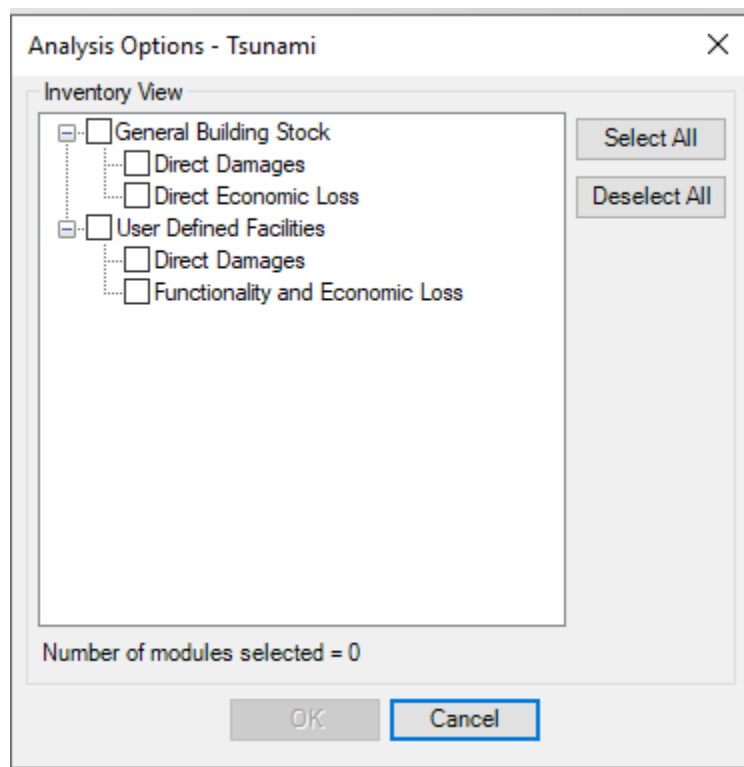 Analysis Options - Tsunami
Inventory View
General Building Stock
Direct Damages
Direct Economic Loss
User Defined Facilities
Direct Damages
Functionality and Economic Loss
Select All
Deselect All
Number of modules selected = 0
OK
Cancel